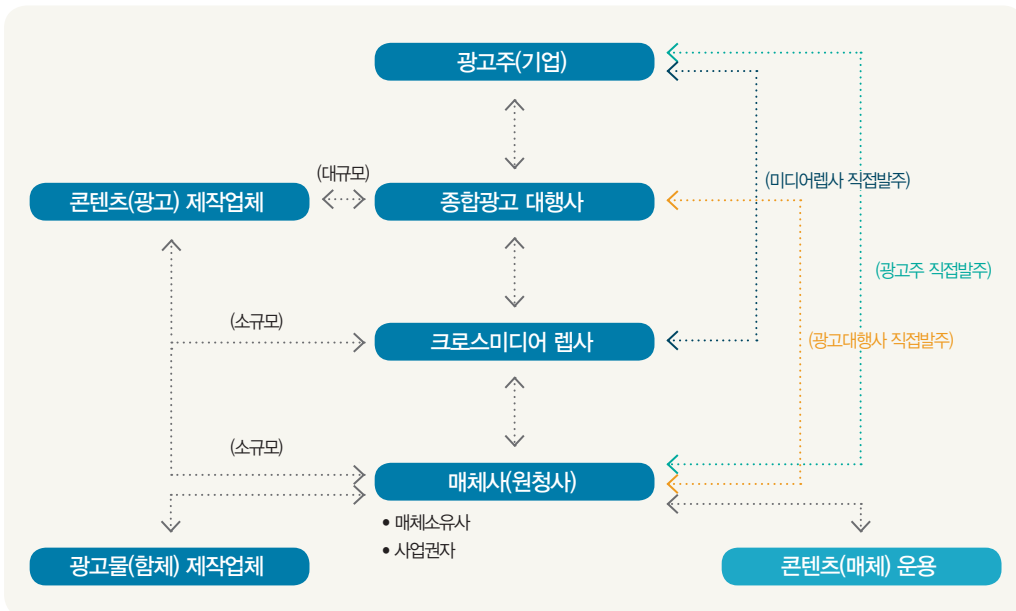 광고주(기업)
(대규모)
(미디어렙사 직접발주)
콘텐츠(광고) 제작업체
종합광고 대행사
(광고주 직접발주)
(소규모)
크로스미디어 렙사
(광고대행사 직접발주)
(소규모)
매체사(원청사)
• 매체소유사
• 사업권자
광고물(함체) 제작업체
콘텐츠(매체) 운용